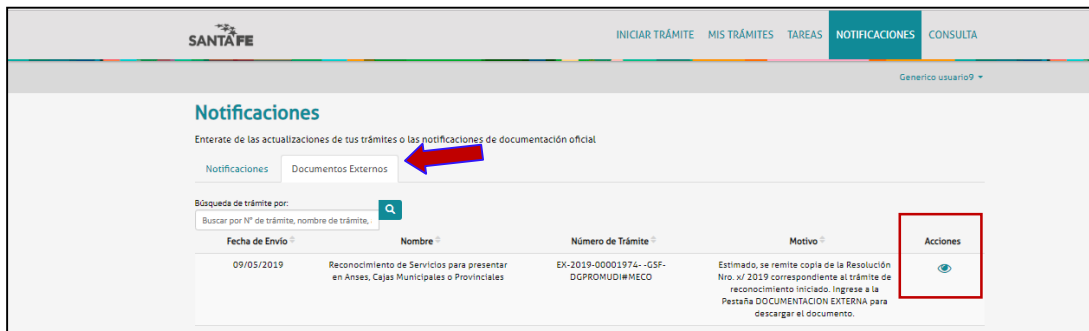 SANTA FE
INICIAR TRÁMITE MIS TRÁMITES TAREAS NOTIFICACIONES CONSULTA
Generico usuario9
Notificaciones
Enterate de las actualizaciones de tus trámites o las notificaciones de documentación oficial
Notificaciones Documentos Externos
Búsqueda de trámite por:
Buscar por N° de trámite, nombre de trámite,
Fecha de Envío Nombre Número de Trámite Motivo Acciones
09/05/2019 Reconocimiento de Servicios para presentar EX-2019-00001974- -GSF- Estimado, se remite copia de la Resolución
en Anses, Cajas Municipales o Provinciales DGPROMUDI#MECO Nro. x/ 2019 correspondiente al trámite de
reconocimiento iniciado. Ingrese a la
Pestaña DOCUMENTACION EXTERNA para
descargar el documento.